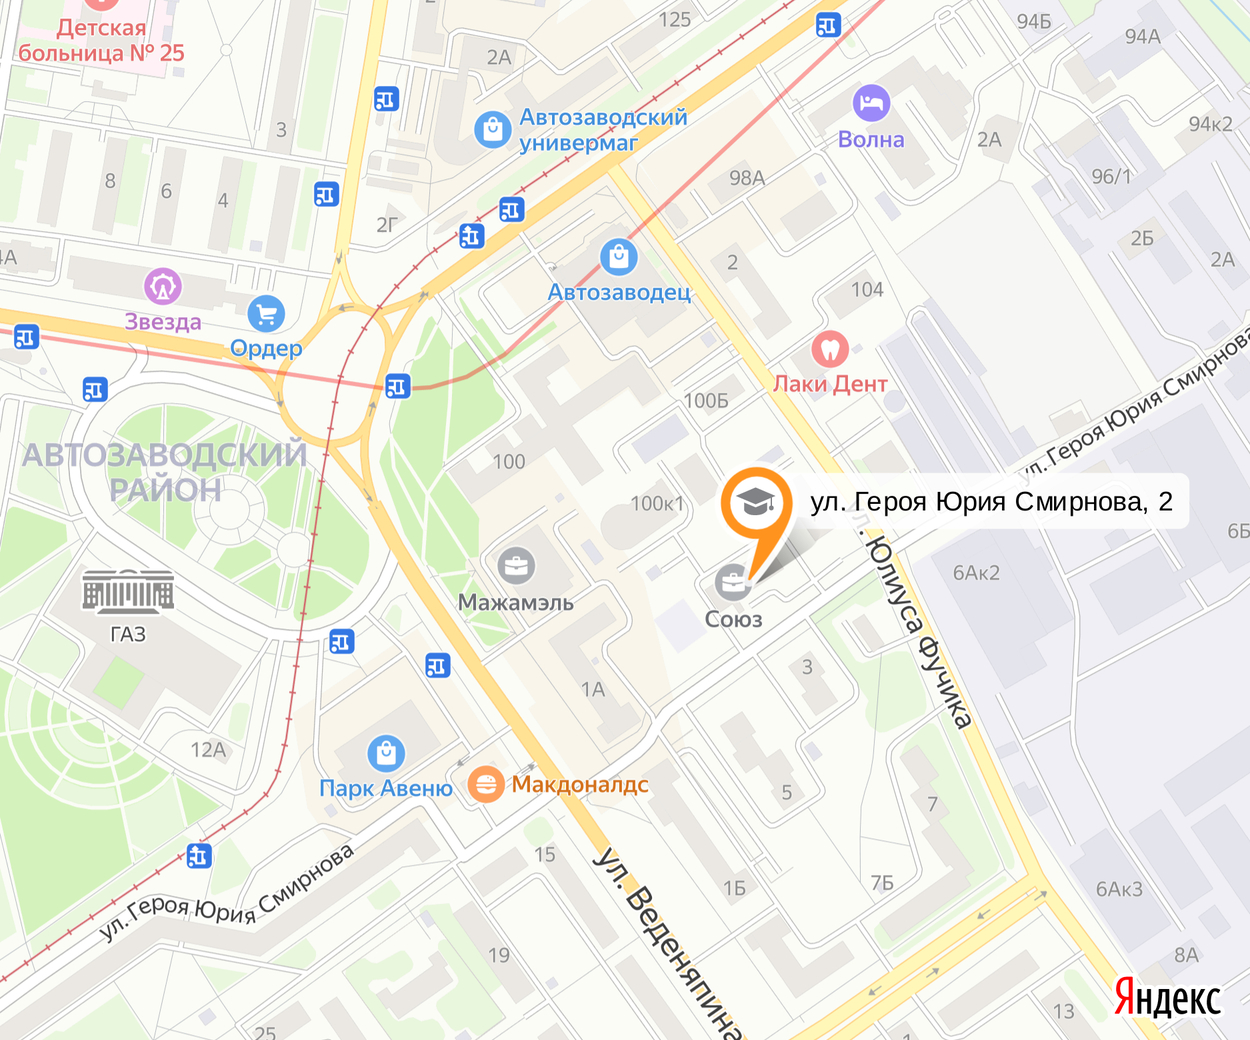 Детская
больница № 25
2
125
94Б
94А
2А
3
Автозаводский
универмаг
Волна
2А
94к2
8
6
4
2Г
98А
96/1
4А
2Б
2А
2
Автозаводец
104
Звезда
Ордер
Лаки Дент
100Б
АВТОЗАВОДСКИЙ
РАЙОН
100
100к1
ул. Героя Юрия Смирнова, 2
ул. Героя Юрия Смирнова
6Б
6Ак2
ул. Юлиуса Фучика
Мажамэль
Союз
ГАЗ
1А
3
12А
Парк Авеню
Макдоналдс
5
7
15
1Б
7Б
6Ак3
ул. Героя Юрия Смирнова
ул. Веденяпина
19
8А
25
13
Яндекс